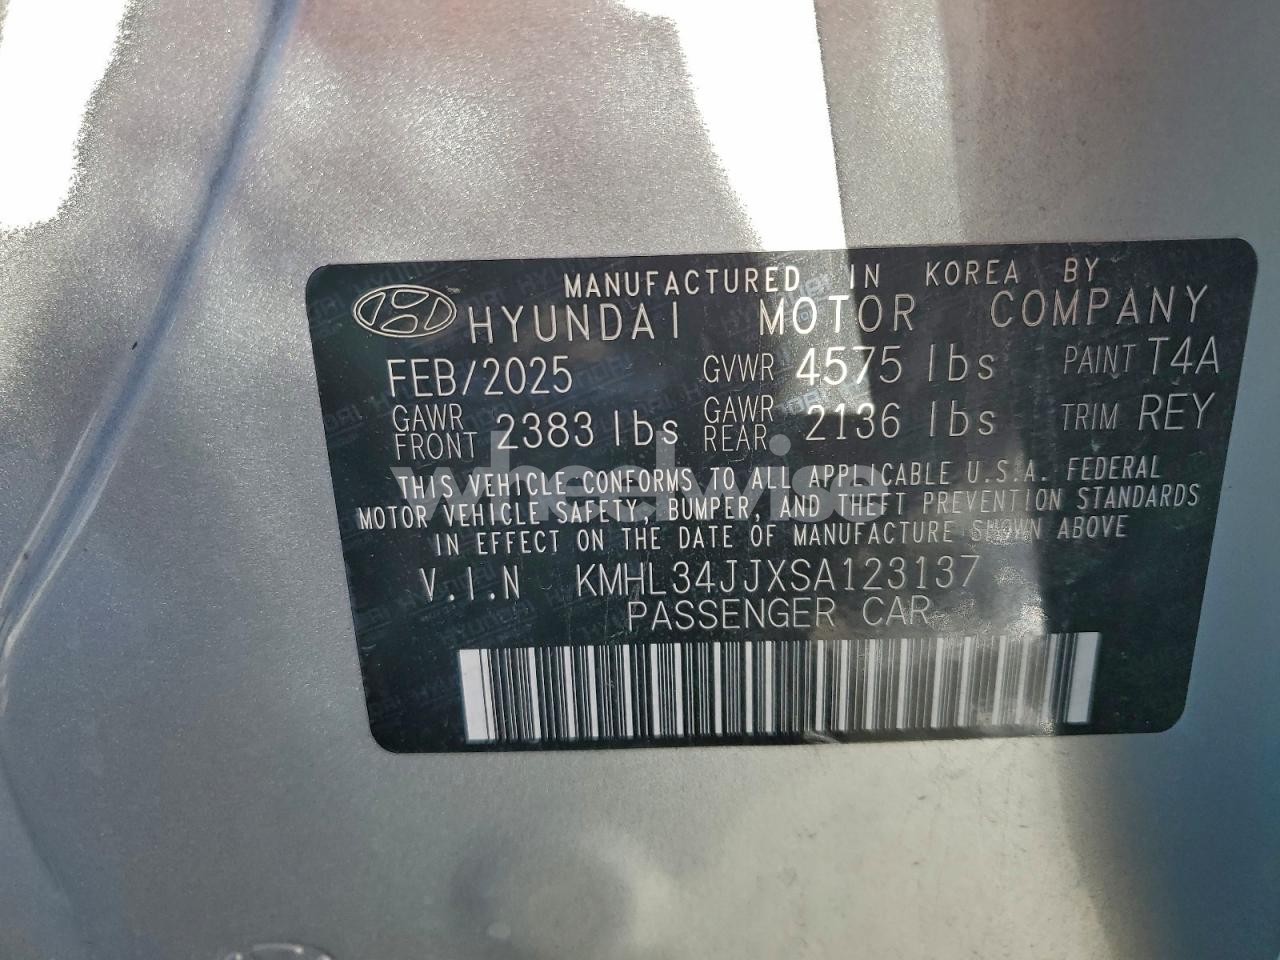 MANUFACTURED IN KOREA BY
HYUNDAI MOTOR COMPANY
FEB/2025 GVWR 4575 lbs PAINT T4A
GAWR FRONT 2383 lbs GAWR REAR 2136 lbs TRIM REY
THIS VEHICLE CONFORMS TO ALL APPLICABLE U.S.A. FEDERAL
MOTOR VEHICLE SAFETY, BUMPER, AND THEFT PREVENTION STANDARDS
IN EFFECT ON THE DATE OF MANUFACTURE SHOWN ABOVE
V.I.N KMHL34JJXSA123137
PASSENGER CAR
wheelwise